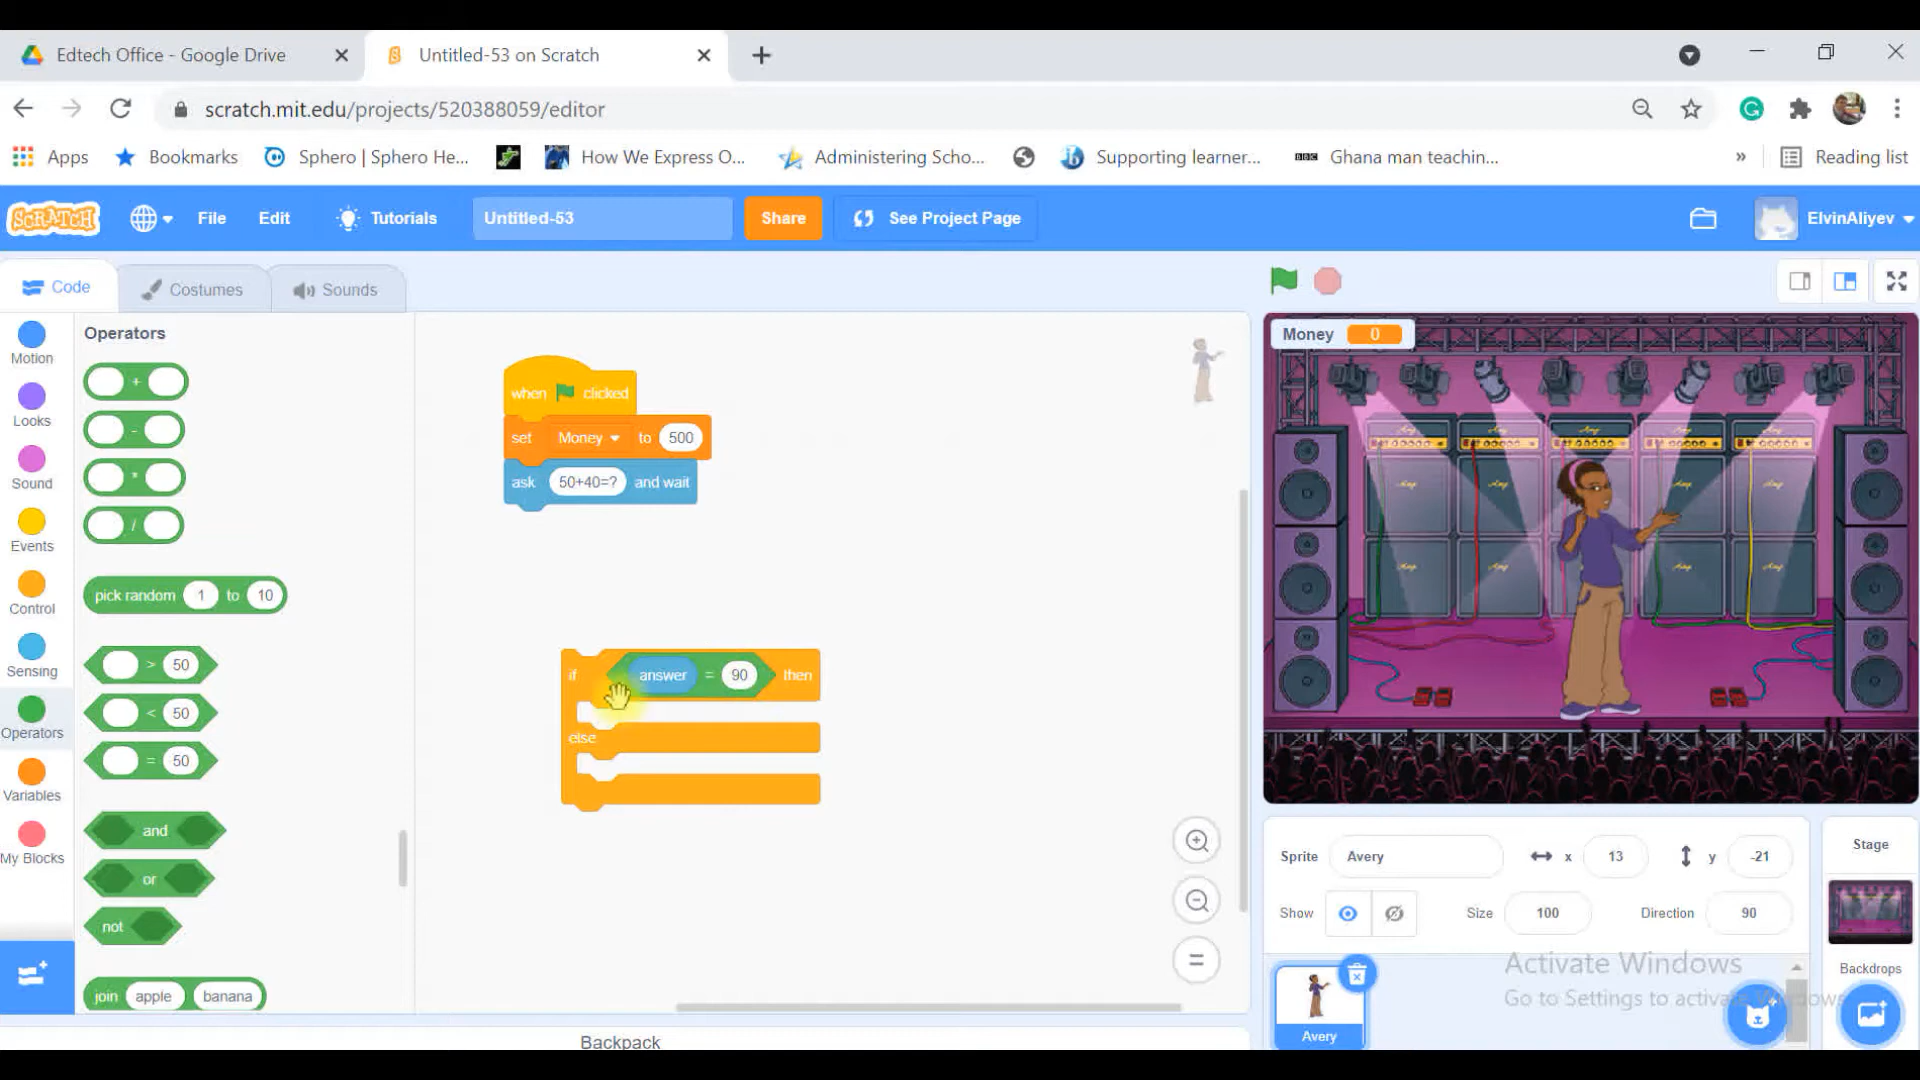 Edtech Office - Google Drive
Untitled-53 on Scratch
scratch.mit.edu/projects/520388059/editor
Apps
Bookmarks
Sphero | Sphero He...
How We Express O...
Administering Scho...
Supporting learner...
BBC
Ghana man teachin...
»
Reading list
SCRATCH
File
Edit
Tutorials
Untitled-53
Share
See Project Page
ElvinAliyev
Code
Costumes
Sounds
Motion
Looks
Sound
Events
Control
Sensing
Operators
Variables
My Blocks
Operators
+
-
*
/
pick random 1 to 10
> 50
< 50
= 50
and
or
not
join apple banana
when clicked
set Money to 500
ask 50+40=? and wait
if answer = 90 then
else
Backpack
Money 0
Sprite Avery x 13 y -21
Show Size 100 Direction 90
Avery
Stage
Backdrops
Activate Windows
Go to Settings to activate Windows